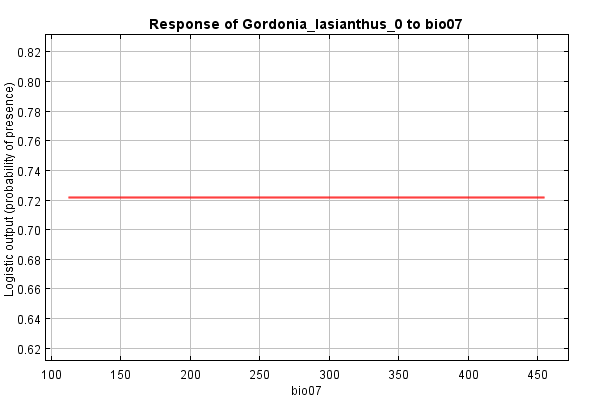 Response of Gordonia_lasianthus_0 to bio07
Logistic output (probability of presence)
0.82
0.80
0.78
0.76
0.74
0.72
0.70
0.68
0.66
0.64
0.62
100 150 200 250 300 350 400 450
bio07